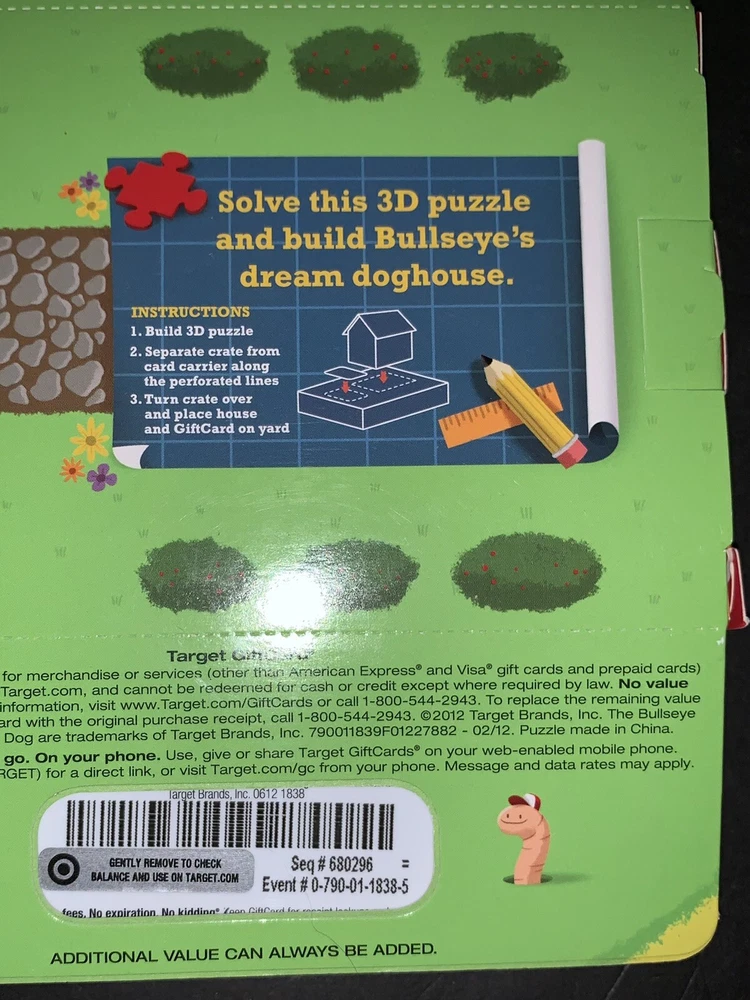 Solve this 3D puzzle
and build Bullseye's
dream doghouse.
INSTRUCTIONS
1. Build 3D puzzle
2. Separate crate from
card carrier along
the perforated lines
3. Turn crate over
and place house
and GiftCard on yard
Target GiftCard
for merchandise or services (other than American Express® and Visa® gift cards and prepaid cards)
Target.com, and cannot be redeemed for cash or credit except where required by law. No value
information, visit www.Target.com/GiftCards or call 1-800-544-2943. To replace the remaining value
ard with the original purchase receipt, call 1-800-544-2943. ©2012 Target Brands, Inc. The Bullseye
Dog are trademarks of Target Brands, Inc. 790011839F01227882 - 02/12. Puzzle made in China.
go. On your phone. Use, give or share Target GiftCards® on your web-enabled mobile phone.
RGET) for a direct link, or visit Target.com/gc from your phone. Message and data rates may apply.
Target Brands, Inc. 0612 1838
GENTLY REMOVE TO CHECK
BALANCE AND USE ON TARGET.COM
Seq # 680296 =
Event # 0-790-01-1838-5
fees. No expiration. No kidding® Keep GiftCard for receipt
ADDITIONAL VALUE CAN ALWAYS BE ADDED.